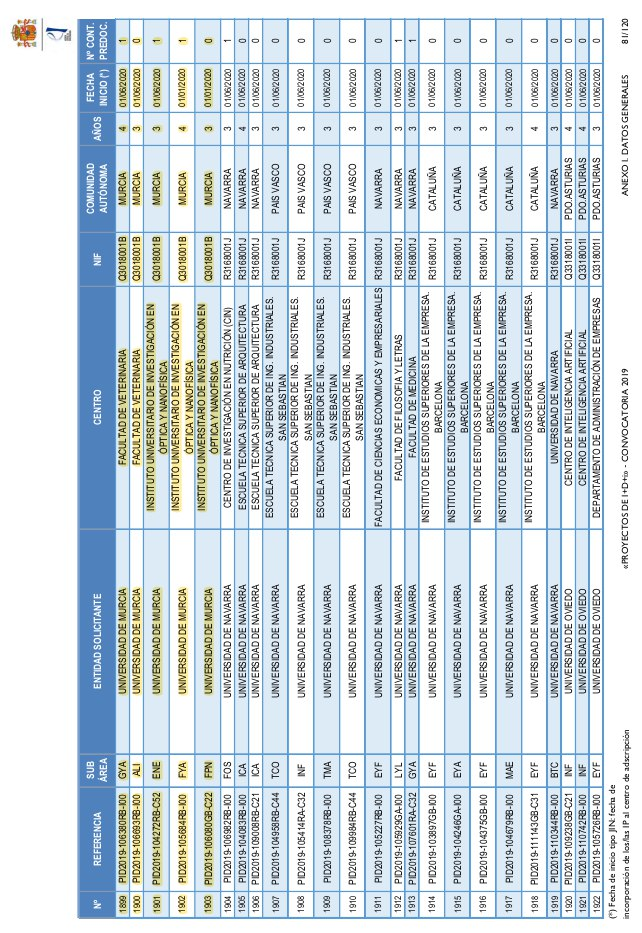 Nº REFERENCIA SUB ÁREA ENTIDAD SOLICITANTE CENTRO NIF COMUNIDAD AUTÓNOMA AÑOS FECHA INICIO (*) Nº CONT. PREDOC.
1899 PID2019-106380RB-I00 GYA UNIVERSIDAD DE MURCIA FACULTAD DE VETERINARIA Q3018001B MURCIA 4 01/06/2020 1
1900 PID2019-106693RB-I00 ALI UNIVERSIDAD DE MURCIA FACULTAD DE VETERINARIA Q3018001B MURCIA 3 01/06/2020 0
1901 PID2019-104272RB-C52 ENE UNIVERSIDAD DE MURCIA INSTITUTO UNIVERSITARIO DE INVESTIGACIÓN EN ÓPTICA Y NANOFÍSICA Q3018001B MURCIA 3 01/06/2020 1
1902 PID2019-105684RB-I00 FYA UNIVERSIDAD DE MURCIA INSTITUTO UNIVERSITARIO DE INVESTIGACIÓN EN ÓPTICA Y NANOFÍSICA Q3018001B MURCIA 4 01/01/2020 1
1903 PID2019-106080GB-C22 FPN UNIVERSIDAD DE MURCIA INSTITUTO UNIVERSITARIO DE INVESTIGACIÓN EN ÓPTICA Y NANOFÍSICA Q3018001B MURCIA 3 01/01/2020 0
1904 PID2019-106982RB-I00 FOS UNIVERSIDAD DE NAVARRA CENTRO DE INVESTIGACIÓN EN NUTRICIÓN (CIN) R3168001J NAVARRA 3 01/06/2020 1
1905 PID2019-104083RB-I00 ICA UNIVERSIDAD DE NAVARRA ESCUELA TECNICA SUPERIOR DE ARQUITECTURA R3168001J NAVARRA 4 01/06/2020 0
1906 PID2019-109008RB-C21 ICA UNIVERSIDAD DE NAVARRA ESCUELA TECNICA SUPERIOR DE ARQUITECTURA R3168001J NAVARRA 3 01/06/2020 0
1907 PID2019-104958RB-C44 TCO UNIVERSIDAD DE NAVARRA ESCUELA TECNICA SUPERIOR DE ING. INDUSTRIALES. SAN SEBASTIAN R3168001J PAIS VASCO 3 01/06/2020 0
1908 PID2019-105414RA-C32 INF UNIVERSIDAD DE NAVARRA ESCUELA TECNICA SUPERIOR DE ING. INDUSTRIALES. SAN SEBASTIAN R3168001J PAIS VASCO 3 01/06/2020 0
1909 PID2019-108378RB-I00 TMA UNIVERSIDAD DE NAVARRA ESCUELA TECNICA SUPERIOR DE ING. INDUSTRIALES. SAN SEBASTIAN R3168001J PAIS VASCO 3 01/06/2020 0
1910 PID2019-109984RB-C44 TCO UNIVERSIDAD DE NAVARRA ESCUELA TECNICA SUPERIOR DE ING. INDUSTRIALES. SAN SEBASTIAN R3168001J PAIS VASCO 3 01/06/2020 0
1911 PID2019-105227RB-I00 EYF UNIVERSIDAD DE NAVARRA FACULTAD DE CIENCIAS ECONOMICAS Y EMPRESARIALES R3168001J NAVARRA 3 01/06/2020 0
1912 PID2019-105929GA-I00 LYL UNIVERSIDAD DE NAVARRA FACULTAD DE FILOSOFIA Y LETRAS R3168001J NAVARRA 3 01/06/2020 1
1913 PID2019-107601RA-C32 GYA UNIVERSIDAD DE NAVARRA FACULTAD DE MEDICINA R3168001J NAVARRA 3 01/06/2020 1
1914 PID2019-103897GB-I00 EYF UNIVERSIDAD DE NAVARRA INSTITUTO DE ESTUDIOS SUPERIORES DE LA EMPRESA. BARCELONA R3168001J CATALUÑA 3 01/06/2020 0
1915 PID2019-104246GA-I00 EYA UNIVERSIDAD DE NAVARRA INSTITUTO DE ESTUDIOS SUPERIORES DE LA EMPRESA. BARCELONA R3168001J CATALUÑA 3 01/06/2020 0
1916 PID2019-104375GB-I00 EYF UNIVERSIDAD DE NAVARRA INSTITUTO DE ESTUDIOS SUPERIORES DE LA EMPRESA. BARCELONA R3168001J CATALUÑA 3 01/06/2020 0
1917 PID2019-104679RB-I00 MAE UNIVERSIDAD DE NAVARRA INSTITUTO DE ESTUDIOS SUPERIORES DE LA EMPRESA. BARCELONA R3168001J CATALUÑA 3 01/06/2020 0
1918 PID2019-111143GB-C31 EYF UNIVERSIDAD DE NAVARRA INSTITUTO DE ESTUDIOS SUPERIORES DE LA EMPRESA. BARCELONA R3168001J CATALUÑA 4 01/06/2020 0
1919 PID2019-110344RB-I00 BTC UNIVERSIDAD DE NAVARRA UNIVERSIDAD DE NAVARRA R3168001J NAVARRA 3 01/06/2020 0
1920 PID2019-109238GB-C21 INF UNIVERSIDAD DE OVIEDO CENTRO DE INTELIGENCIA ARTIFICIAL Q3318001I PDO.ASTURIAS 4 01/06/2020 0
1921 PID2019-110742RB-I00 INF UNIVERSIDAD DE OVIEDO CENTRO DE INTELIGENCIA ARTIFICIAL Q3318001I PDO.ASTURIAS 4 01/06/2020 0
1922 PID2019-105726RB-I00 EYF UNIVERSIDAD DE OVIEDO DEPARTAMENTO DE ADMINISTRACIÓN DE EMPRESAS Q3318001I PDO.ASTURIAS 3 01/06/2020 0
(*) Fecha de inicio tipo JIN: fecha de
incorporación de los/las IP al centro de adscripción
«PROYECTOS DE I+D+i» - CONVOCATORIA 2019 ANEXO I. DATOS GENERALES 81/120